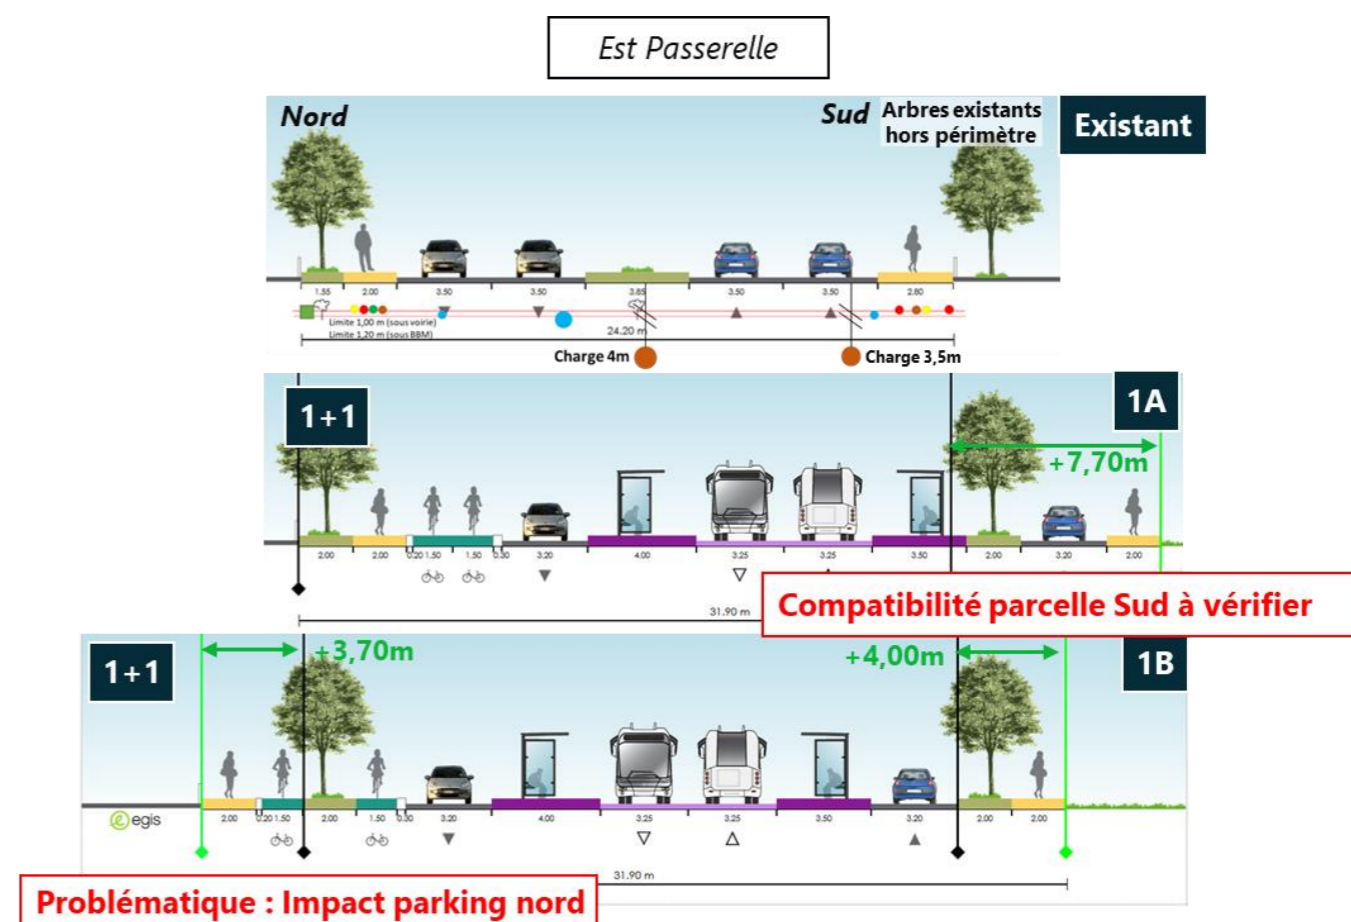 Est Passerelle
Nord
Sud
Arbres existants
hors périmètre
Existant
1.55 2.00 3.50 3.50 3.85 3.50 3.50 2.80
Limite 1,00 m (sous voirie)
Limite 1,20 m (sous BBM)
24.20 m
Charge 4m
Charge 3,5m
1+1
1A
+7,70m
2.00 2.00 0.20 1.50 1.50 0.30 3.20 4.00 3.25 3.25 3.50 2.00 3.20 2.00
Compatibilité parcelle Sud à vérifier
31.90 m
1+1
+3,70m
+4,00m
1B
egis
2.00 0.20 1.50 2.00 1.50 0.30 3.20 4.00 3.25 3.25 3.50 3.20 2.00 2.00
31.90 m
Problématique : Impact parking nord